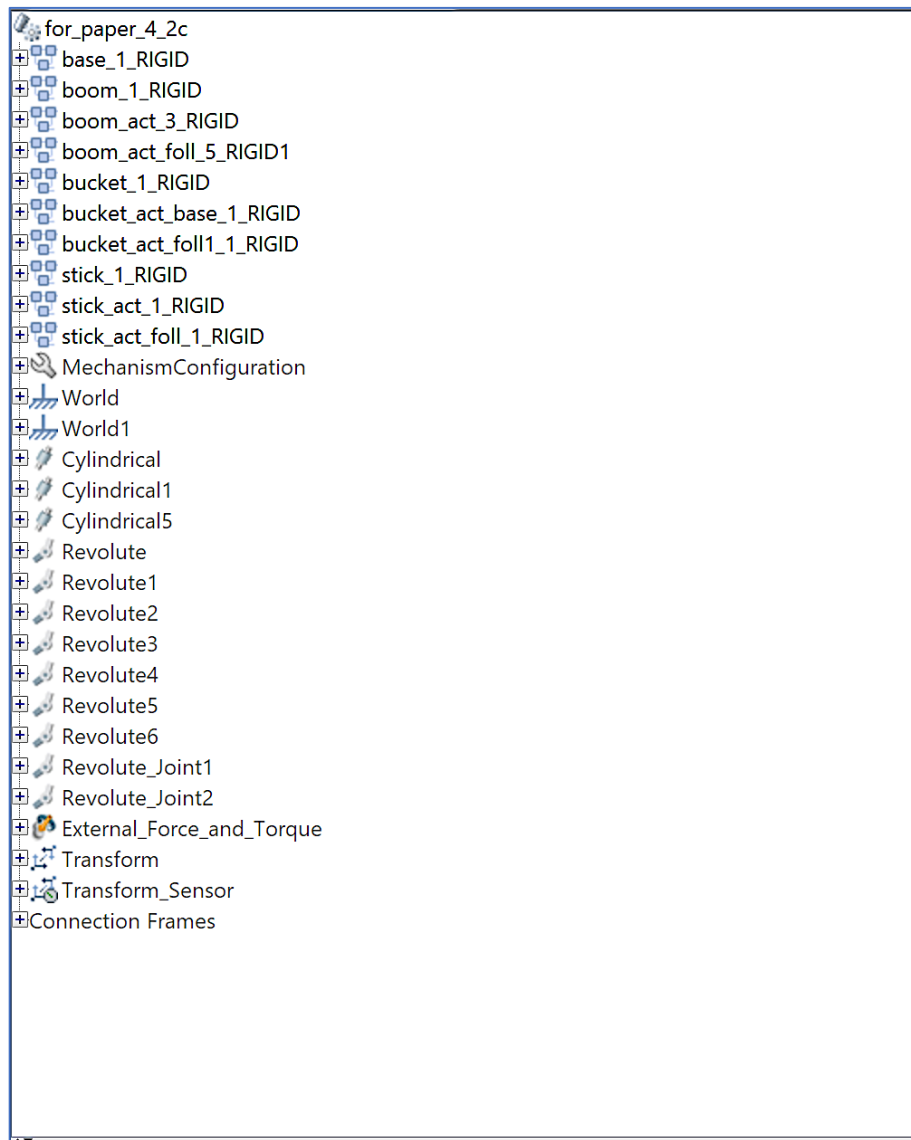 for_paper_4_2c
base_1_RIGID
boom_1_RIGID
boom_act_3_RIGID
boom_act_foll_5_RIGID1
bucket_1_RIGID
bucket_act_base_1_RIGID
bucket_act_foll1_1_RIGID
stick_1_RIGID
stick_act_1_RIGID
stick_act_foll_1_RIGID
MechanismConfiguration
World
World1
Cylindrical
Cylindrical1
Cylindrical5
Revolute
Revolute1
Revolute2
Revolute3
Revolute4
Revolute5
Revolute6
Revolute_Joint1
Revolute_Joint2
External_Force_and_Torque
Transform
Transform_Sensor
Connection Frames